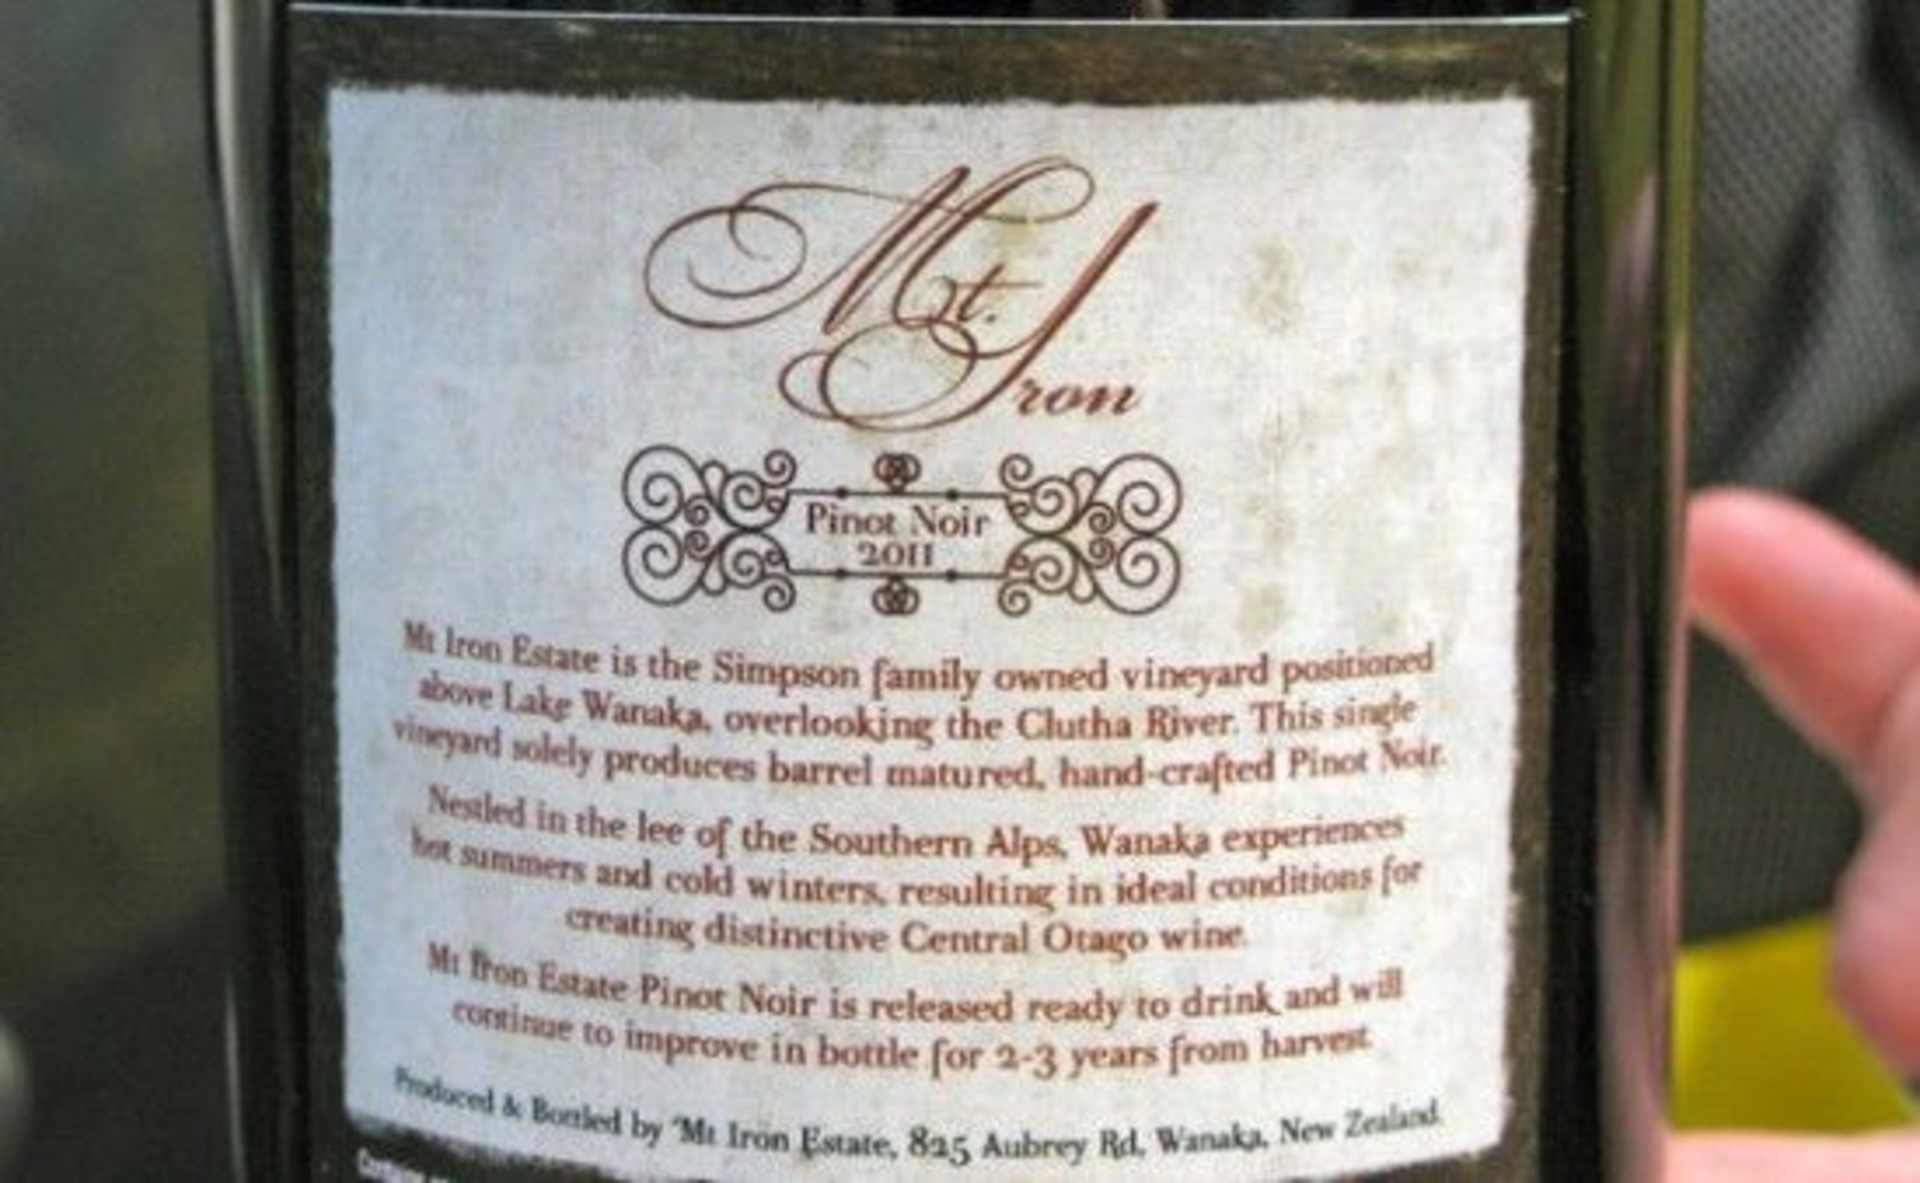 Mt. Iron
Pinot Noir
2011
Mt Iron Estate is the Simpson family owned vineyard positioned
above Lake Wanaka, overlooking the Clutha River. This single
vineyard solely produces barrel matured, hand-crafted Pinot Noir.
Nestled in the lee of the Southern Alps, Wanaka experiences
hot summers and cold winters, resulting in ideal conditions for
creating distinctive Central Otago wine.
Mt Iron Estate Pinot Noir is released ready to drink and will
continue to improve in bottle for 2-3 years from harvest.
Produced & Bottled by Mt Iron Estate, 825 Aubrey Rd, Wanaka, New Zealand.